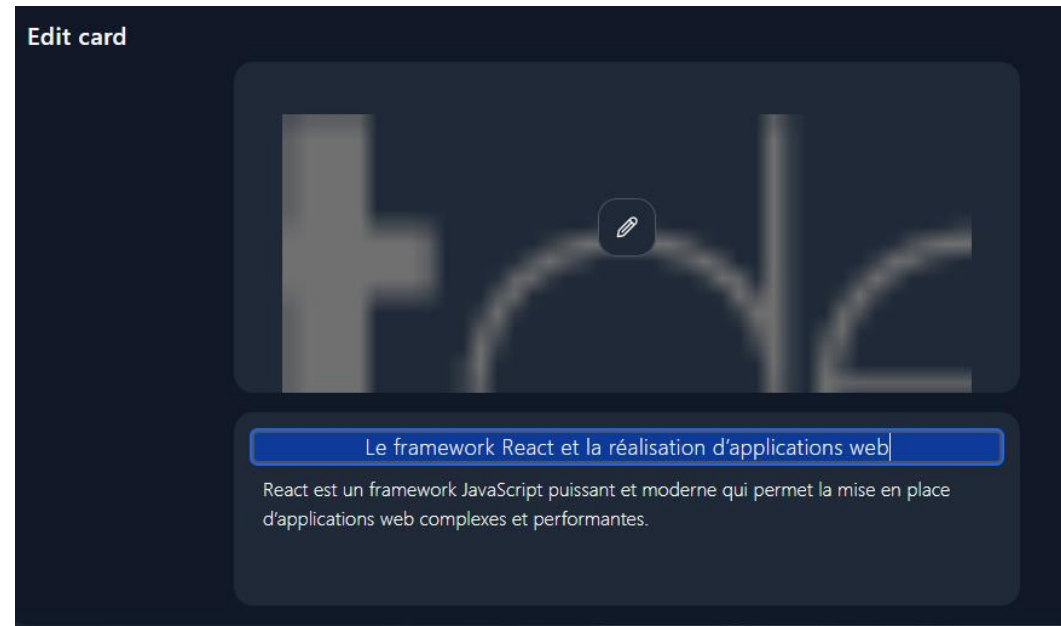 Edit card
tde
Le framework React et la réalisation d'applications web
React est un framework JavaScript puissant et moderne qui permet la mise en place
d'applications web complexes et performantes.